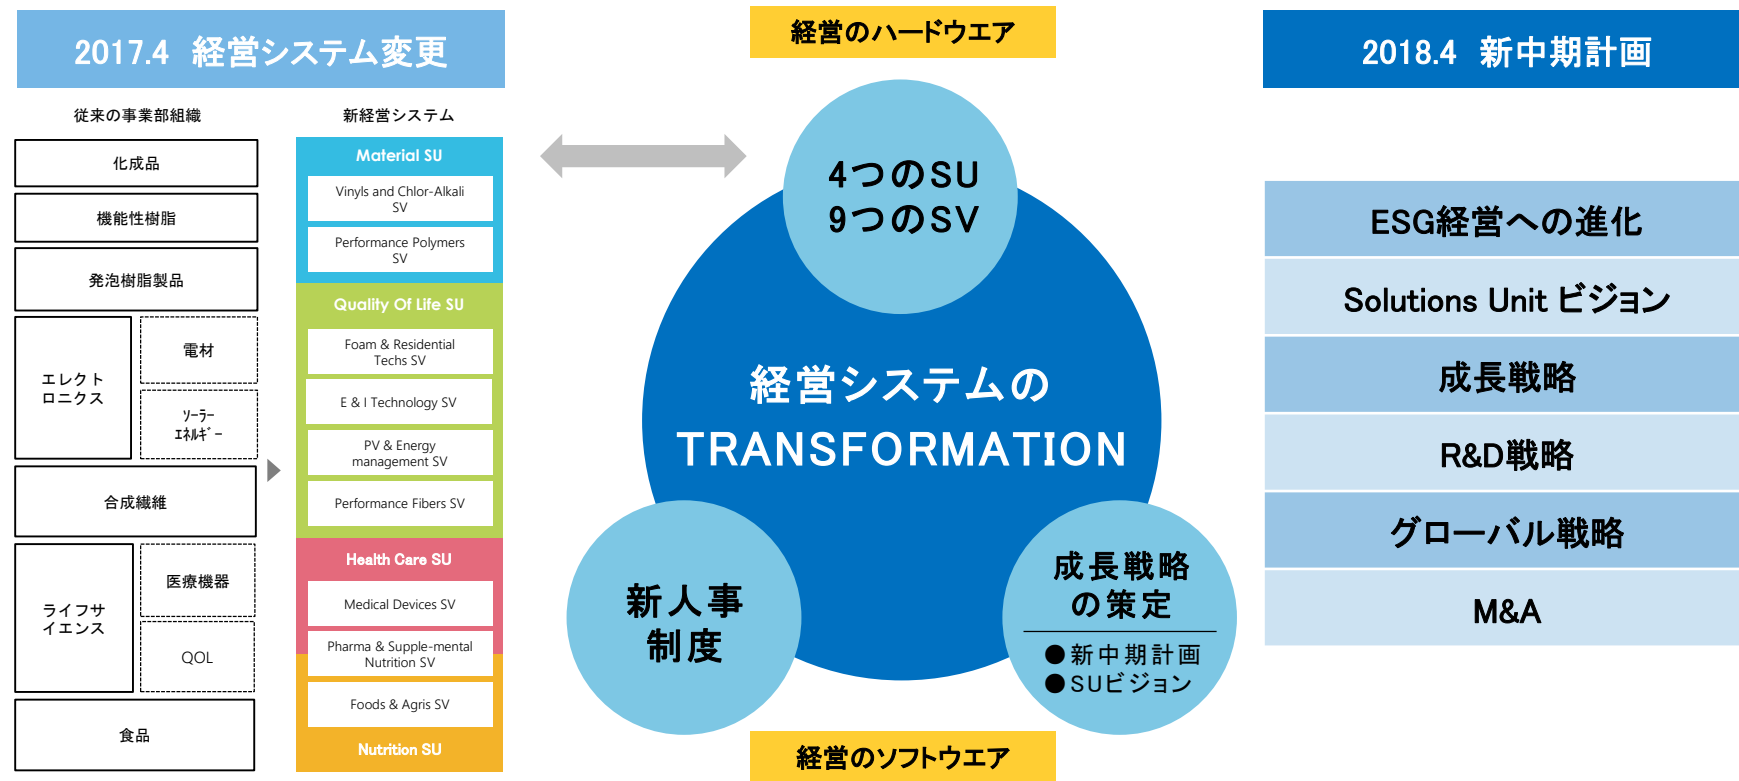 2017.4 経営システム変更
従来の事業部組織
化成品
機能性樹脂
発泡樹脂製品
エレクト
ロニクス
電材
ソーラー
エネルギー
合成繊維
ライフサ
イエンス
医療機器
QOL
食品
新経営システム
Material SU
Vinyls and Chlor-Alkali
SV
Performance Polymers
SV
Quality Of Life SU
Foam & Residential
Techs SV
E & I Technology SV
PV & Energy
management SV
Performance Fibers SV
Health Care SU
Medical Devices SV
Pharma & Supple-mental
Nutrition SV
Foods & Agris SV
Nutrition SU
経営のハードウエア
4つのSU
9つのSV
経営システムの
TRANSFORMATION
新人事
制度
成長戦略
の策定
●新中期計画
●SUビジョン
経営のソフトウエア
2018.4 新中期計画
ESG経営への進化
Solutions Unit ビジョン
成長戦略
R&D戦略
グローバル戦略
M&A